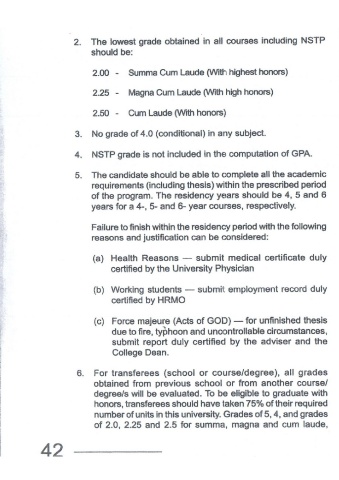 2. The lowest grade obtained in all courses including NSTP
should be:
2.00 - Summa Cum Laude (With highest honors)
2.25 - Magna Cum Laude (With high honors)
2.50 - Cum Laude (With honors)
3. No grade of 4.0 (conditional) in any subject.
4. NSTP grade is not included in the computation of GPA.
5. The candidate should be able to complete all the academic
requirements (including thesis) within the prescribed period
of the program. The residency years should be 4, 5 and 6
years for a 4-, 5- and 6- year courses, respectively.
Failure to finish within the residency period with the following
reasons and justification can be considered:
(a) Health Reasons — submit medical certificate duly
certified by the University Physician
(b) Working students — submit employment record duly
certified by HRMO
(c) Force majeure (Acts of GOD) — for unfinished thesis
due to fire, typhoon and uncontrollable circumstances,
submit report duly certified by the adviser and the
College Dean.
6. For transferees (school or course/degree), all grades
obtained from previous school or from another course/
degree/s will be evaluated. To be eligible to graduate with
honors, transferees should have taken 75% of their required
number of units in this university. Grades of 5, 4, and grades
of 2.0, 2.25 and 2.5 for summa, magna and cum laude,
42